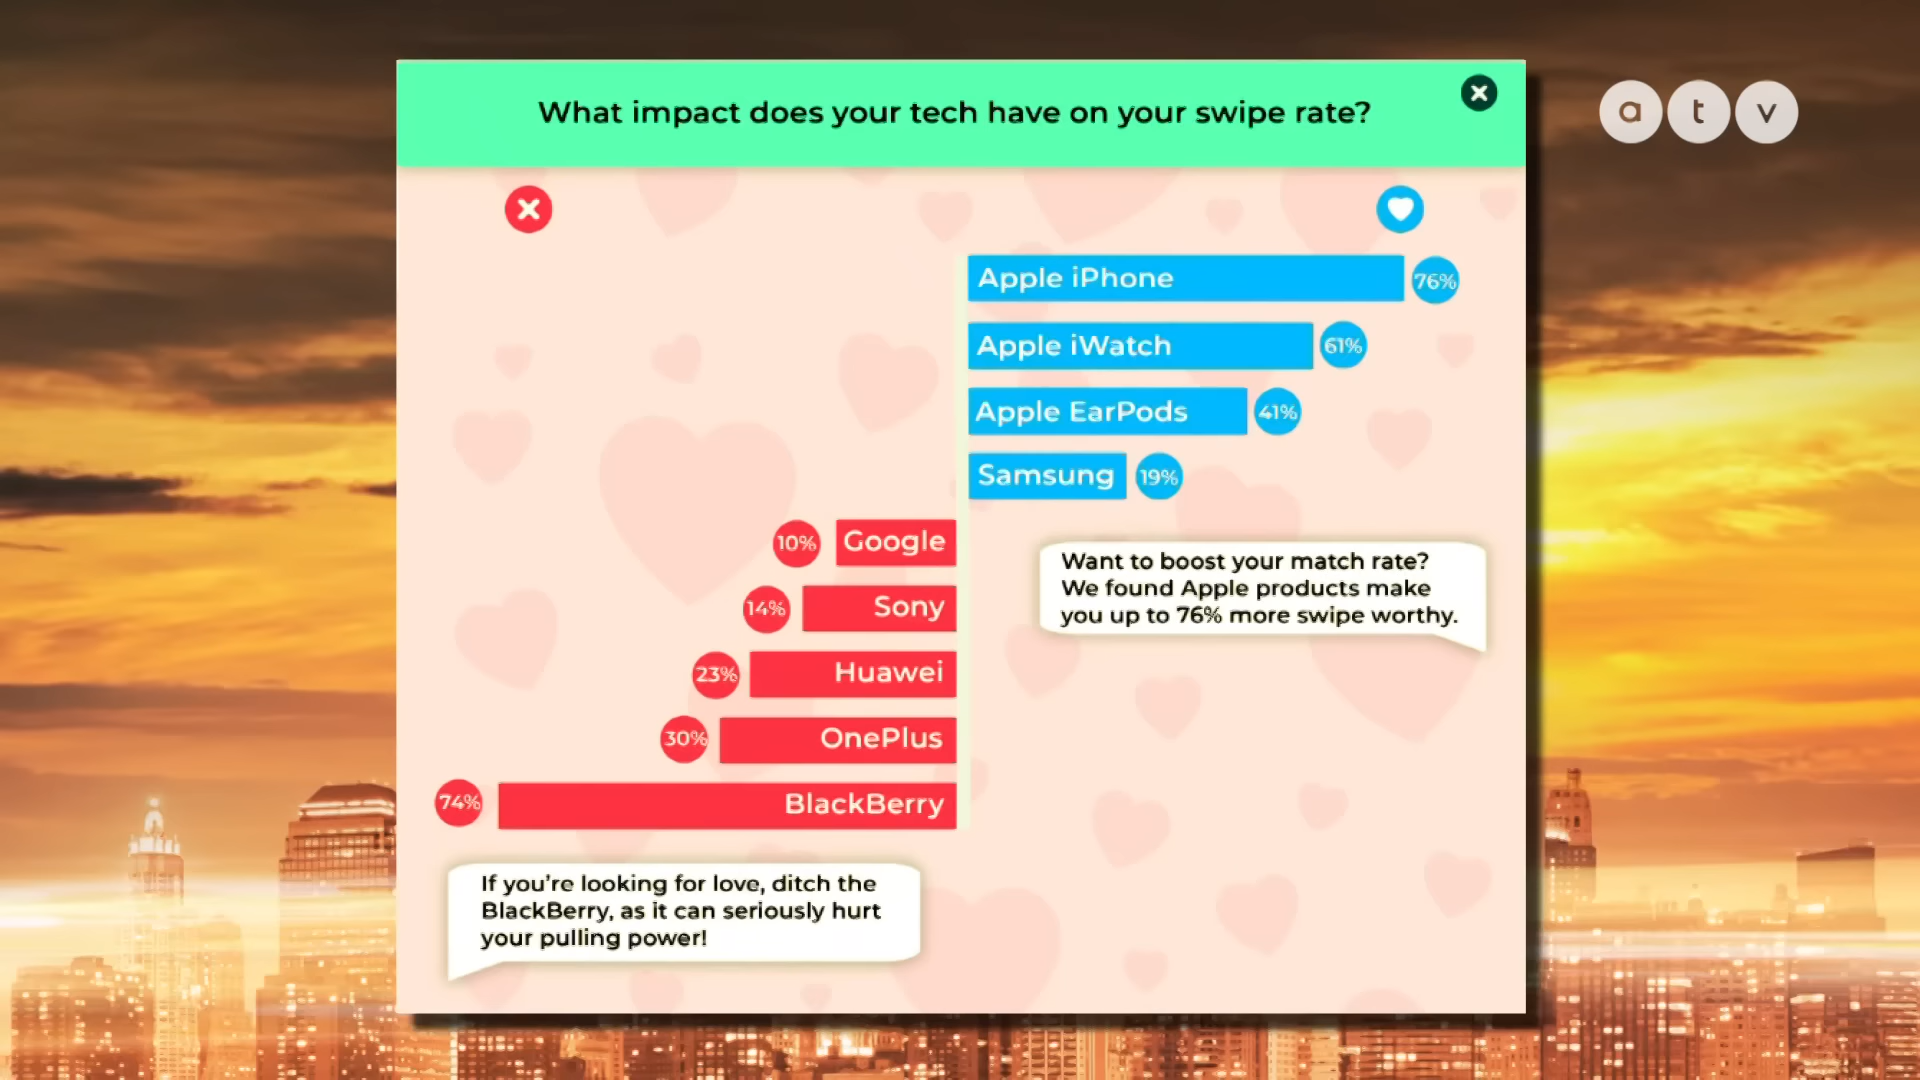 What impact does your tech have on your swipe rate?
a t v
Apple iPhone 76%
Apple iWatch 61%
Apple EarPods 41%
Samsung 19%
10% Google
14% Sony
23% Huawei
30% OnePlus
74% BlackBerry
Want to boost your match rate?
We found Apple products make
you up to 76% more swipe worthy.
If you're looking for love, ditch the
BlackBerry, as it can seriously hurt
your pulling power!